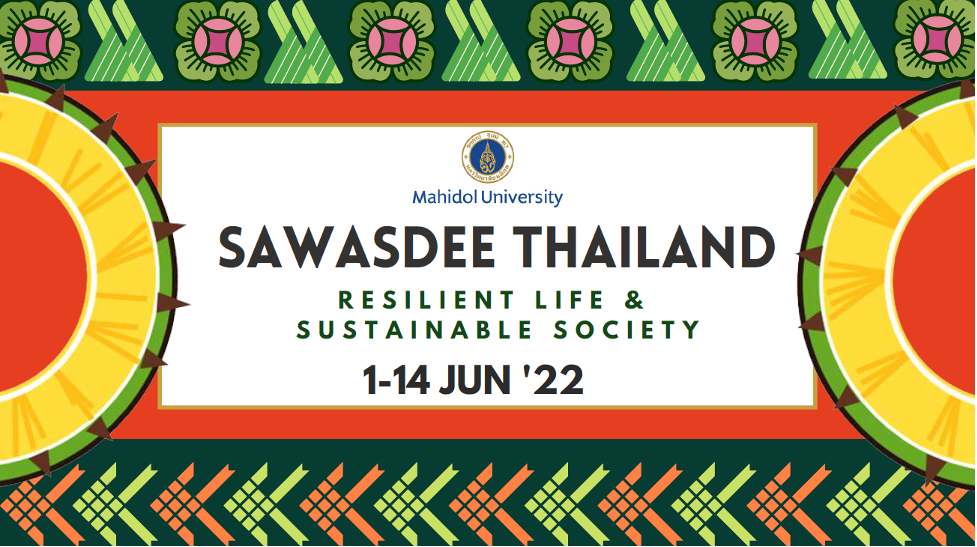 Mahidol University
SAWASDEE THAILAND
RESILIENT LIFE &
SUSTAINABLE SOCIETY
1-14 JUN '22